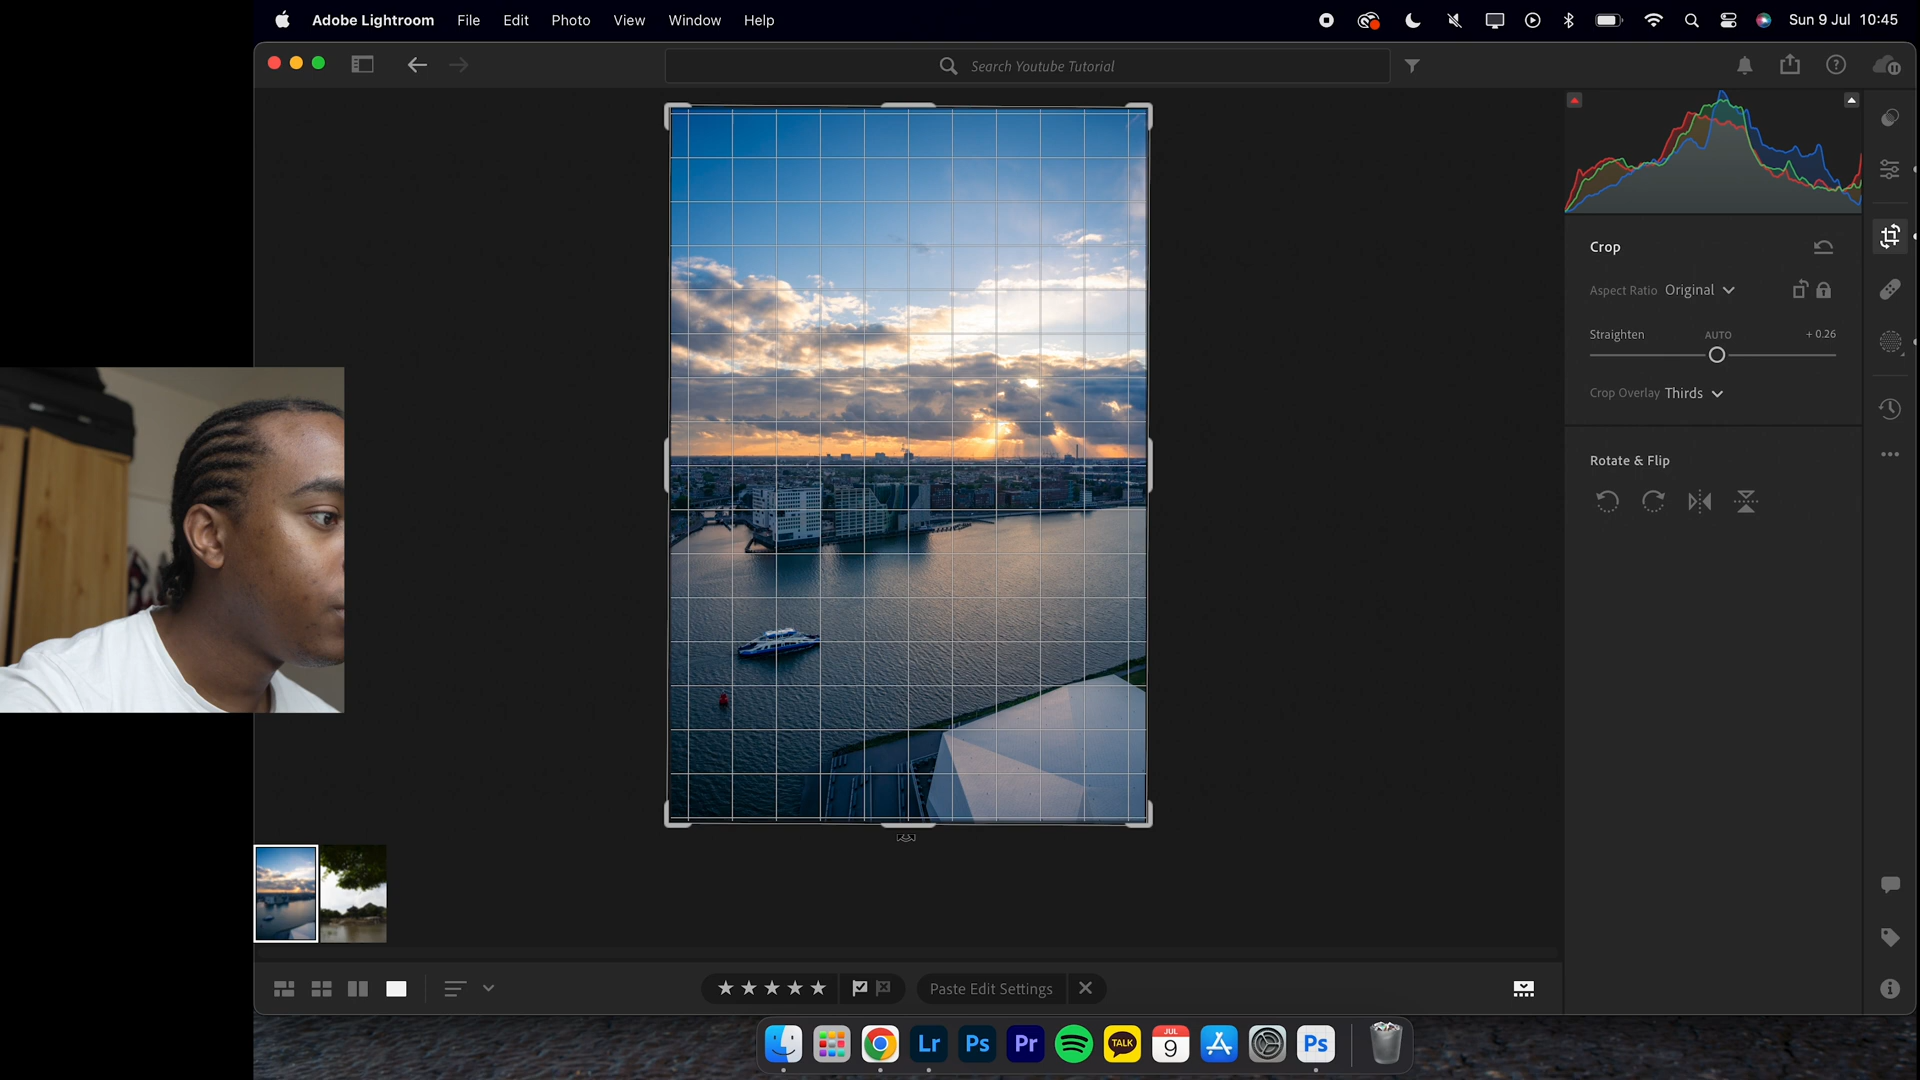 Adobe Lightroom File Edit Photo View Window Help Sun 9 Jul 10:45
Search Youtube Tutorial
Crop
Aspect Ratio Original
Straighten AUTO + 0.26
Crop Overlay Thirds
Rotate & Flip
Paste Edit Settings
Lr Ps Pr TALK JUL 9 Ps